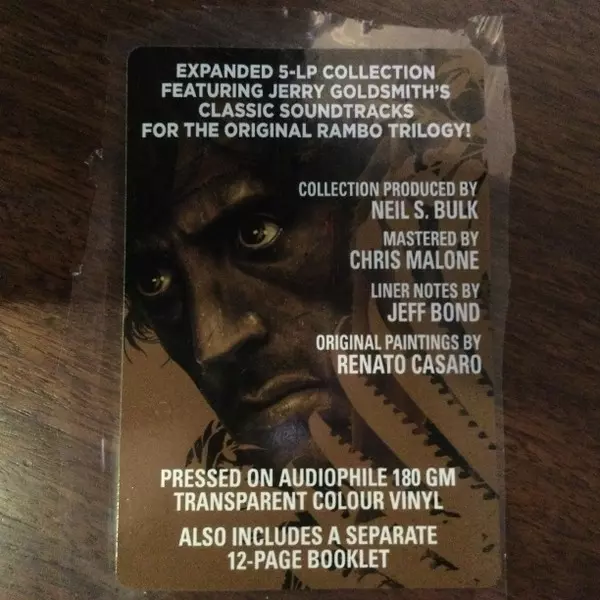 EXPANDED 5-LP COLLECTION
FEATURING JERRY GOLDSMITH'S
CLASSIC SOUNDTRACKS
FOR THE ORIGINAL RAMBO TRILOGY!
COLLECTION PRODUCED BY
NEIL S. BULK
MASTERED BY
CHRIS MALONE
LINER NOTES BY
JEFF BOND
ORIGINAL PAINTINGS BY
RENATO CASARO
PRESSED ON AUDIOPHILE 180 GM
TRANSPARENT COLOUR VINYL
ALSO INCLUDES A SEPARATE
12-PAGE BOOKLET